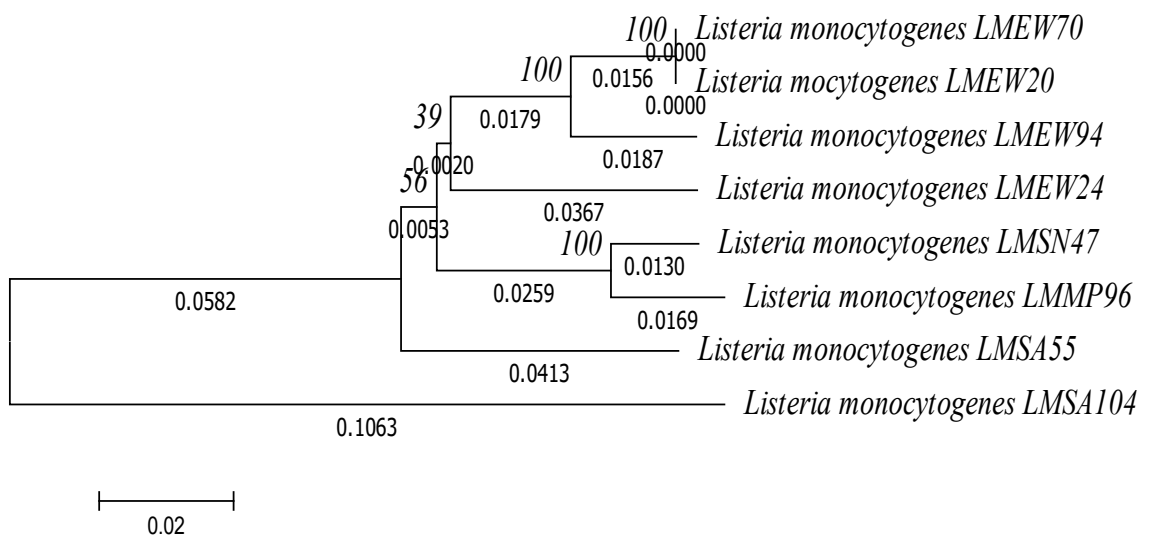 100
Listeria monocytogenes LMEW70
0.0000
0.0156
Listeria mocytogenes LMEW20
0.0000
100
39
0.0179
Listeria monocytogenes LMEW94
0.0187
0.0020
56
Listeria monocytogenes LMEW24
0.0367
0.0053
100
Listeria monocytogenes LMSN47
0.0130
0.0259
Listeria monocytogenes LMMP96
0.0169
0.0582
Listeria monocytogenes LMSA55
0.0413
Listeria monocytogenes LMSA104
0.1063
0.02